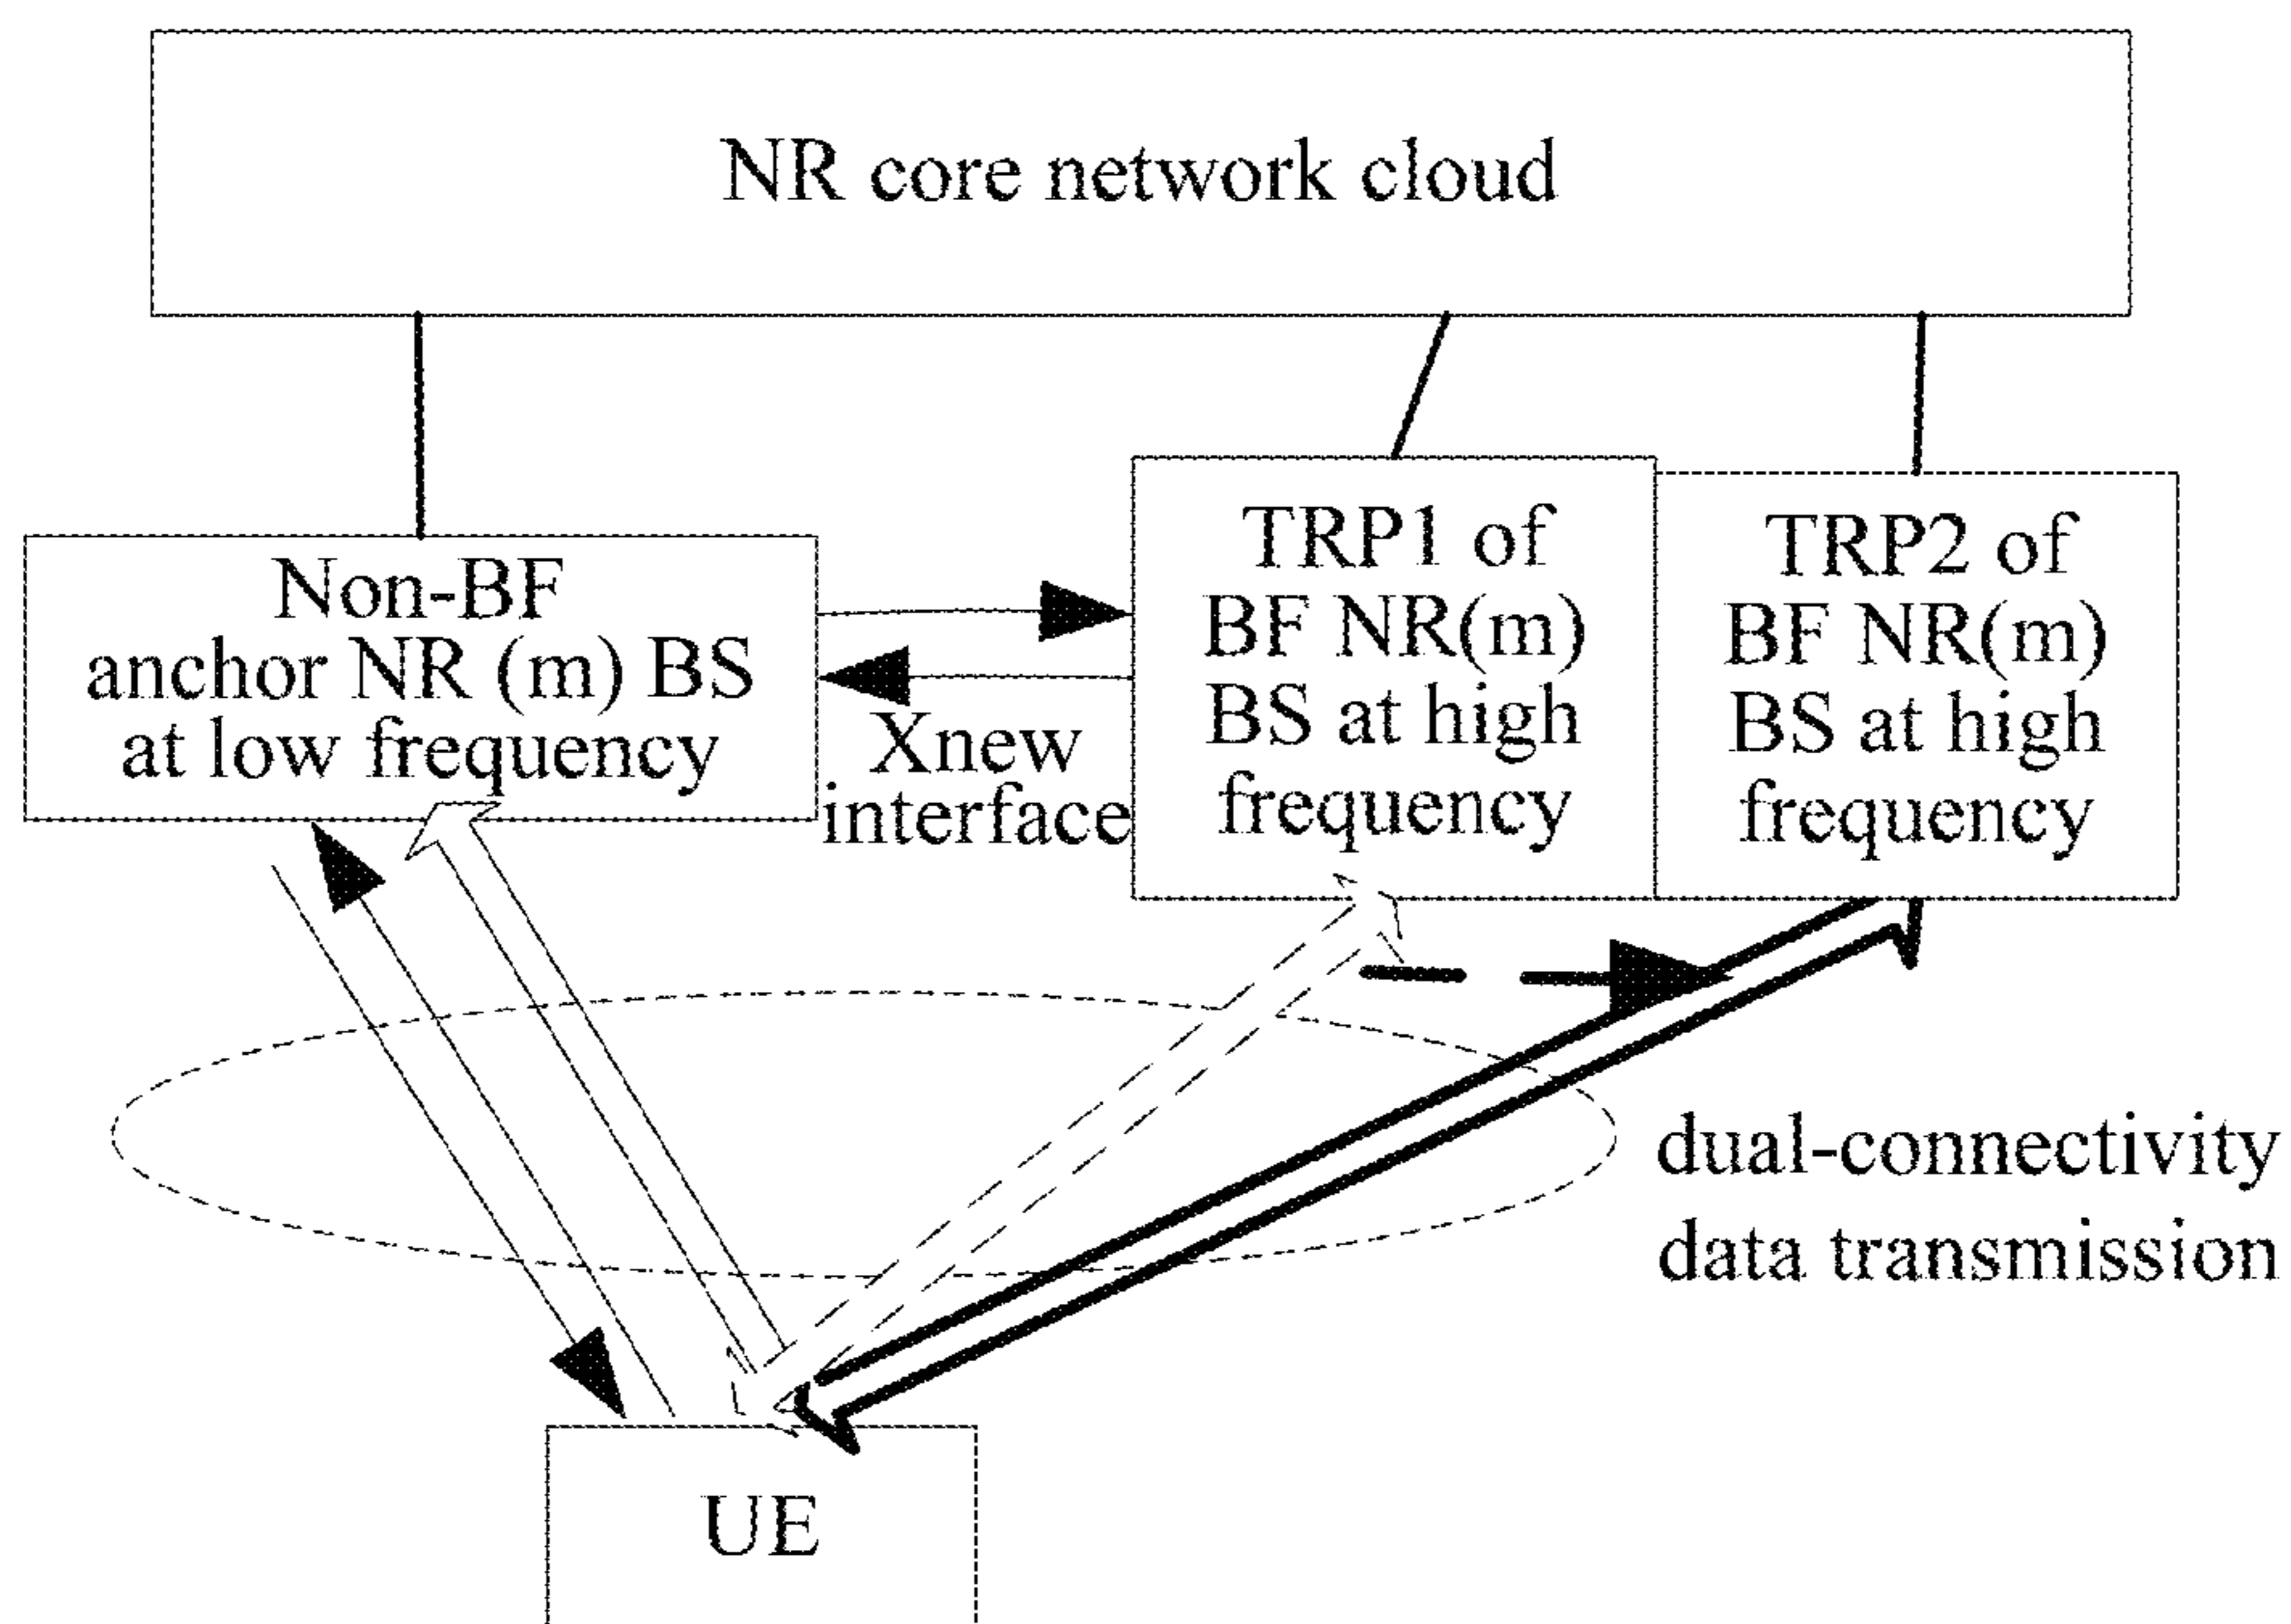 NR core network cloud
Non-BF
anchor NR (m) BS
at low frequency
Xnew
interface
TRP1 of
BF NR(m)
BS at high
frequency
TRP2 of
BF NR(m)
BS at high
frequency
dual-connectivity
data transmission
UE